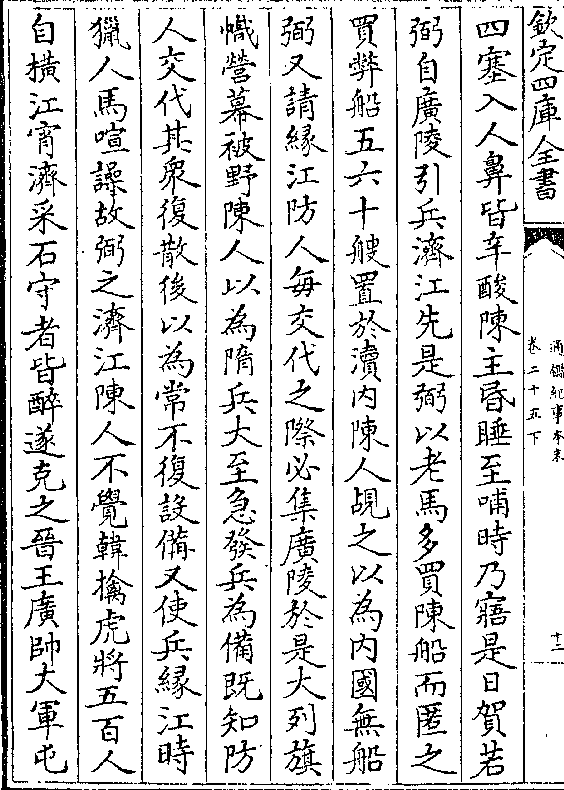 欽定四庫全書
通鑑紀事本末
卷二十五下
十二
四塞入人鼻皆辛酸陳主昏睡至哺時乃寤是日賀若
弼自廣陵引兵濟江先是弼以老馬多買陳船而匿之
買弊船五六十艘置於瀆内陳人覘之以為内國無船
弼又請緣江防人每交代之際必集廣陵於是大列旗
幟營幕被野陳人以為隋兵大至急發兵為備既知防
人交代其衆復散後以為常不復設備又使兵緣江時
獵人馬喧譟故弼之濟江陳人不覺韓擒虎將五百人
自横江宵濟采石守者皆醉遂克之晉王廣帥大軍屯